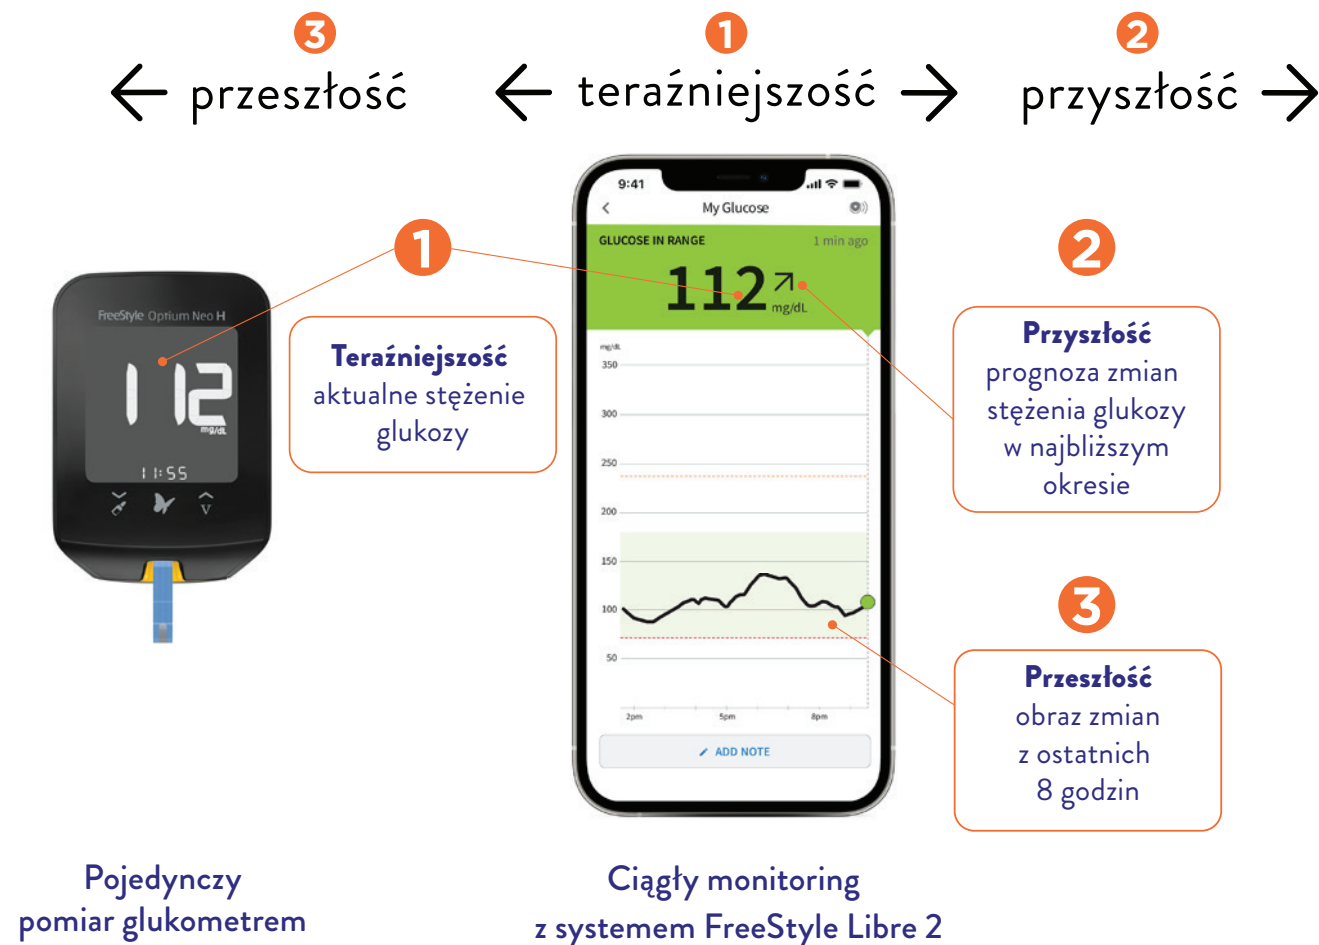 3
1
2
← przeszłość
← teraźniejszość →
przyszłość →
FreeStyle Optium Neo H
112
mg/dL
11:55
1
Teraźniejszość
aktualne stężenie
glukozy
9:41
My Glucose
GLUCOSE IN RANGE
1 min ago
112
mg/dL
mg/dL
350
300
250
200
150
100
50
2pm
5pm
8pm
ADD NOTE
2
Przyszłość
prognoza zmian
stężenia glukozy
w najbliższym
okresie
3
Przeszłość
obraz zmian
z ostatnich
8 godzin
Pojedynczy
pomiar glukometrem
Ciągły monitoring
z systemem FreeStyle Libre 2